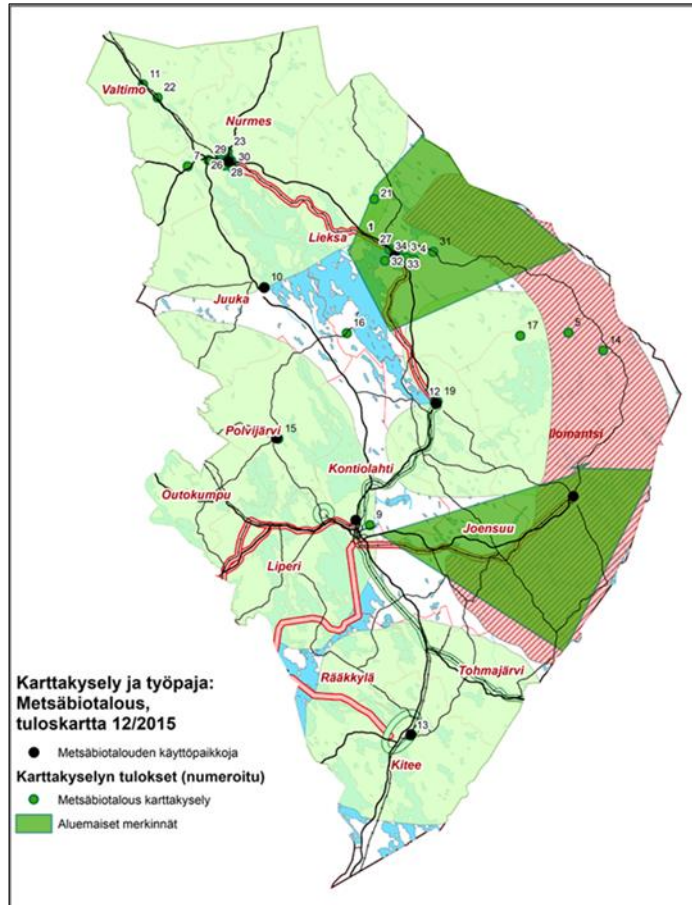 11
Valtimo
22
Nurmes
23
29
7
26
30
28
21
1
Lieksa
27
34
3
4
31
32
33
10
Juuka
16
17
5
14
12
19
Ilomantsi
Polvijärvi
15
Kontiolahti
Outokumpu
9
Joensuu
Liperi
Rääkkylä
Tohmajärvi
13
Kitee
Karttakysely ja työpaja:
Metsäbiotalous,
tuloskartta 12/2015
Metsäbiotalouden käyttöpaikkoja
Karttakyselyn tulokset (numeroitu)
Metsäbiotalous karttakysely
Aluemaiset merkinnät